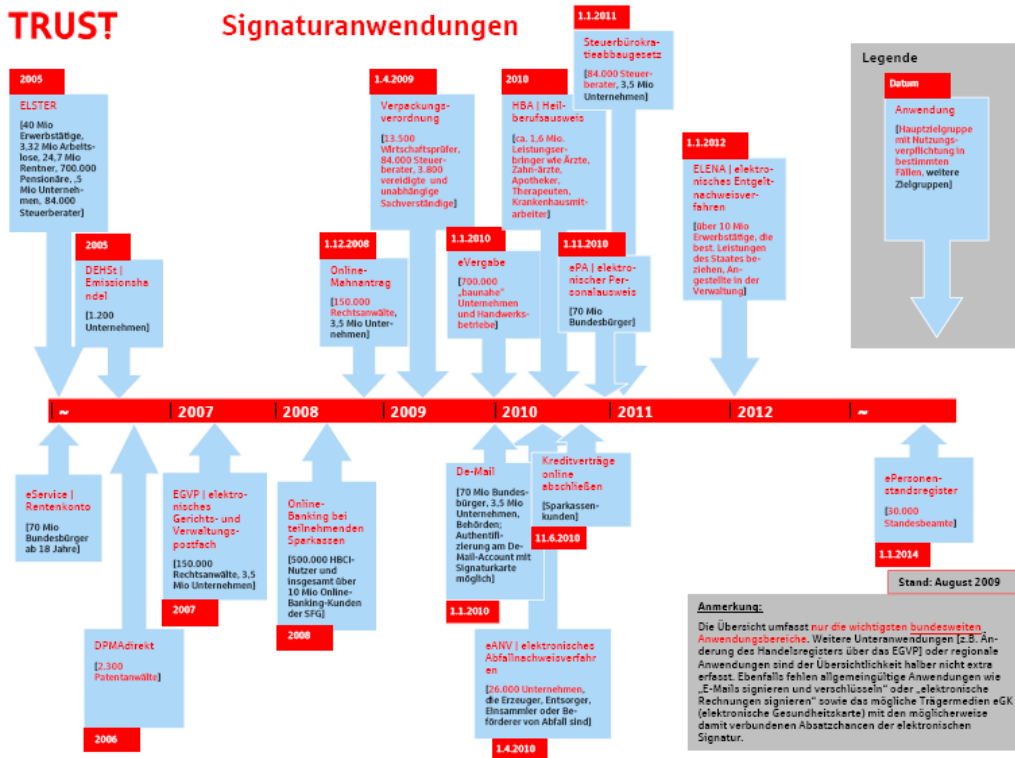 TRUST
Signaturanwendungen
2005
ELSTER
[40 Mio
Erwerbstätige,
3,32 Mio Arbeits-
lose, 24,7 Mio
Rentner, 700.000
Pensionäre, ,5
Mio Unterneh-
men, 84.000
Steuerberater]
2005
DEHSt |
Emissionsha
ndel
[1.200
Unternehmen]
1.12.2008
Online-
Mahnantrag
[150.000
Rechtsanwälte,
3,5 Mio Unter-
nehmen]
1.4.2009
Verpackungs-
verordnung
[13.500
Wirtschaftsprüfer,
84.000 Steuer-
berater, 3.800
vereidigte und
unabhängige
Sachverständige]
1.1.2010
eVergabe
[700.000
„baunahe"
Unternehmen
und Handwerks-
betriebe]
2010
HBA | Heil-
berufsausweis
[ca. 1,6 Mio.
Leistungser-
bringer wie Ärzte,
Zahn-ärzte,
Apotheker,
Therapeuten,
Krankenhausmit-
arbeiter]
1.11.2010
ePA | elektro-
nischer Per-
sonalausweis
[70 Mio
Bundesbürger]
1.1.2011
Steuerbürokra-
tieabbaugesetz
[84.000 Steuer-
berater, 3,5 Mio
Unternehmen]
1.1.2012
ELENA | elektro-
nisches Entgelt-
nachweisver-
fahren
[über 10 Mio
Erwerbstätige, die
best. Leistungen
des Staates be-
ziehen, An-
gestellte in der
Verwaltung]
Legende
Datum
Anwendung
[Hauptzielgruppe
mit Nutzungs-
verpflichtung in
bestimmten
Fällen, weitere
Zielgruppen]
~ 2007 2008 2009 2010 2011 2012 ~
eService |
Rentenkonto
[70 Mio
Bundesbürger
ab 18 Jahre]
DPMAdirekt
[2.300
Patentanwälte]
2006
EGVP | elektro-
nisches
Gerichts- und
Verwaltungs-
postfach
[150.000
Rechtsanwälte, 3,5
Mio Unternehmen]
2007
Online-
Banking bei
teilnehmenden
Sparkassen
[500.000 HBCI-
Nutzer und
insgesamt über
10 Mio Online-
Banking-Kunden
der SFG]
2008
De-Mail
[70 Mio Bundes-
bürger, 3,5 Mio
Unternehmen,
Behörden;
Authentifi-
zierung am De-
Mail-Account mit
Signaturkarte
möglich]
1.1.2010
Kreditverträge
online
abschließen
[Sparkassen-
kunden]
11.6.2010
eANV | elektronisches
Abfallnachweisverfahr
en
[26.000 Unternehmen,
die Erzeuger, Entsorger,
Einsammler oder Be-
förderer von Abfall sind]
1.4.2010
ePersonen-
standsregister
[30.000
Standesbeamte]
1.1.2014
Stand: August 2009
Anmerkung:
Die Übersicht umfasst nur die wichtigsten bundesweiten
Anwendungsbereiche. Weitere Unteranwendungen [z.B. Än-
derung des Handelsregisters über das EGVP] oder regionale
Anwendungen sind der Übersichtlichkeit halber nicht extra
erfasst. Ebenfalls fehlen allgemeingültige Anwendungen wie
„E-Mails signieren und verschlüsseln" oder „elektronische
Rechnungen signieren" sowie das mögliche Trägermedien eGK
(elektronische Gesundheitskarte) mit den möglicherweise
damit verbundenen Absatzchancen der elektronischen
Signatur.